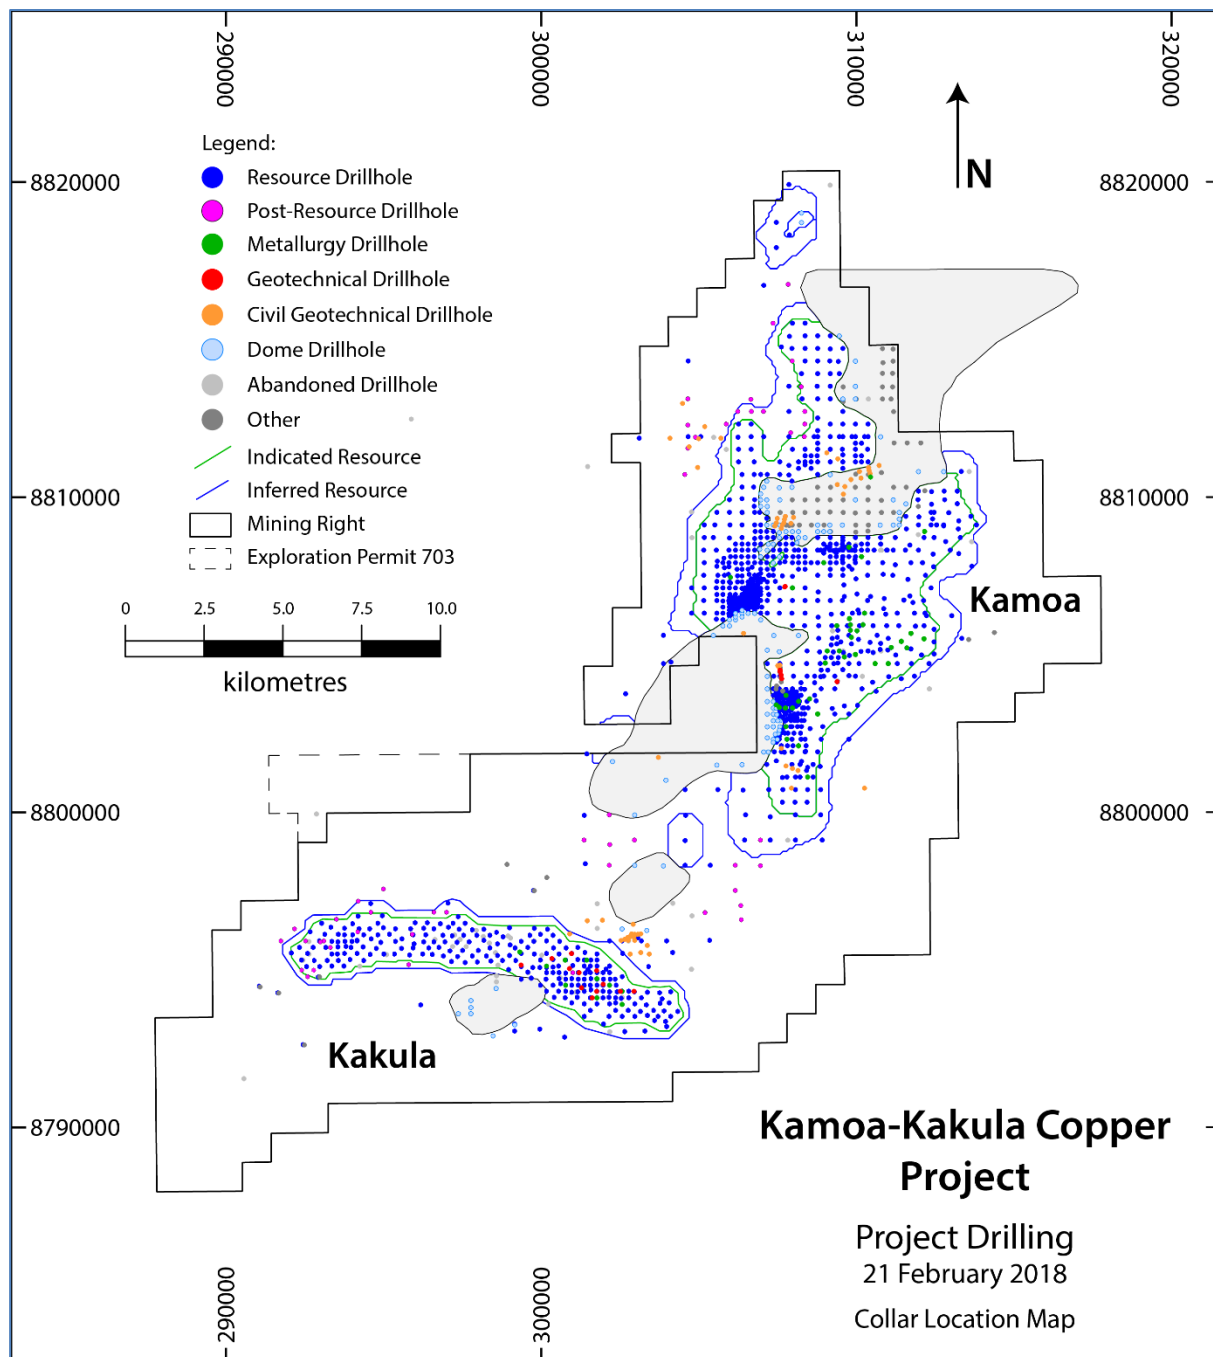 290000
300000
310000
320000
N
Legend:
Resource Drillhole
Post-Resource Drillhole
Metallurgy Drillhole
Geotechnical Drillhole
Civil Geotechnical Drillhole
Dome Drillhole
Abandoned Drillhole
Other
Indicated Resource
Inferred Resource
Mining Right
Exploration Permit 703
0 2.5 5.0 7.5 10.0
kilometres
8820000
8820000
8810000
8810000
Kamoa
8800000
8800000
Kakula
8790000
Kamoa-Kakula Copper
Project
Project Drilling
21 February 2018
Collar Location Map
290000
300000